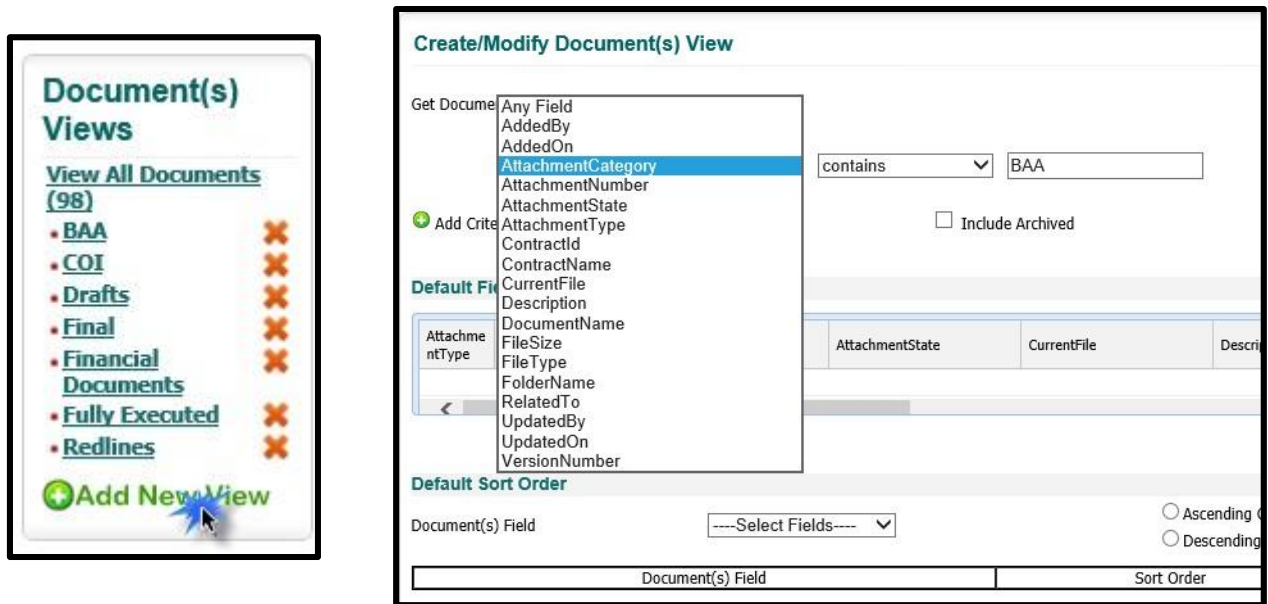 Document(s)
Views
View All Documents
(98)
BAA
COI
Drafts
Final
Financial
Documents
Fully Executed
Redlines
Add New View
Create/Modify Document(s) View
Get Docume
Any Field
AddedBy
AddedOn
AttachmentCategory
AttachmentNumber
AttachmentState
AttachmentType
ContractId
ContractName
CurrentFile
Description
DocumentName
FileSize
FileType
FolderName
RelatedTo
UpdatedBy
UpdatedOn
VersionNumber
contains BAA
Add Crite Include Archived
Default Fi
Attachme
ntType AttachmentState CurrentFile Descrip
Default Sort Order
Document(s) Field ----Select Fields----
Ascending
Descending
Document(s) Field Sort Order